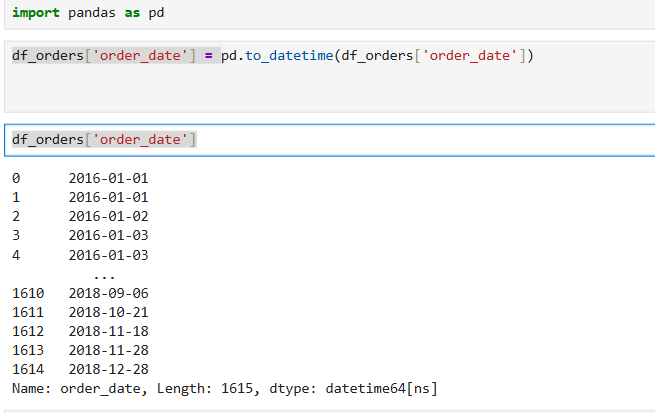 import pandas as pd
df_orders['order_date'] = pd.to_datetime(df_orders['order_date'])
df_orders['order_date']
0      2016-01-01
1      2016-01-01
2      2016-01-02
3      2016-01-03
4      2016-01-03
          ...
1610   2018-09-06
1611   2018-10-21
1612   2018-11-18
1613   2018-11-28
1614   2018-12-28
Name: order_date, Length: 1615, dtype: datetime64[ns]